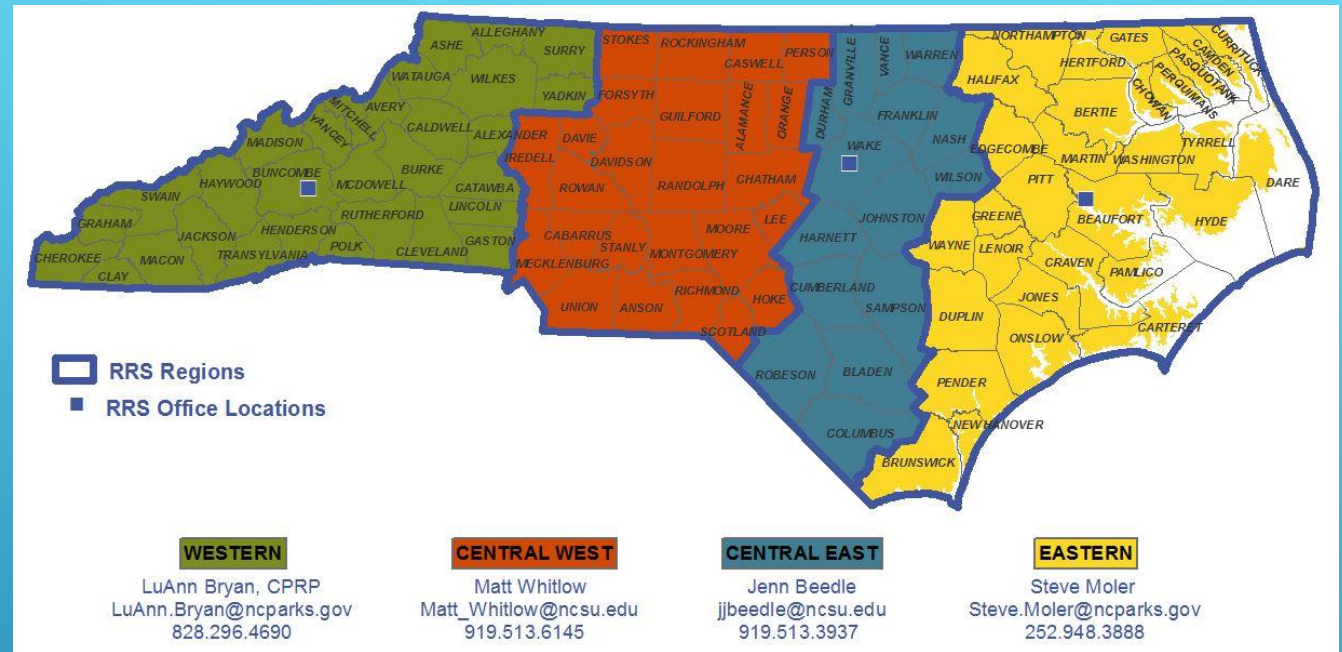 ALLEGHANY
ASHE
SURRY
WATAUGA
WILKES
YADKIN
AVERY
MITCHELL
YANCEY
CALDWELL
ALEXANDER
MADISON
BUNCOMBE
MCDOWELL
BURKE
CATAWBA
HAYWOOD
SWAIN
LINCOLN
RUTHERFORD
GRAHAM
JACKSON
HENDERSON
GASTON
CHEROKEE
MACON
TRANSYLVANIA
POLK
CLEVELAND
CLAY
STOKES
ROCKINGHAM
CASWELL
PERSON
FORSYTH
GUILFORD
ALAMANCE
ORANGE
IREDELL
DAVIE
DAVIDSON
ROWAN
RANDOLPH
CHATHAM
LEE
CABARRUS
STANLY
MOORE
MONTGOMERY
MECKLENBURG
RICHMOND
HOKE
UNION
ANSON
SCOTLAND
DURHAM
GRANVILLE
VANCE
WARREN
FRANKLIN
WAKE
NASH
WILSON
JOHNSTON
HARNETT
CUMBERLAND
SAMPSON
ROBESON
BLADEN
COLUMBUS
NORTHAMPTON
GATES
CURRITUCK
CAMDEN
PASQUOTANK
PERQUIMANS
CHOWAN
HERTFORD
HALIFAX
BERTIE
EDGECOMBE
MARTIN
WASHINGTON
TYRRELL
DARE
PITT
BEAUFORT
HYDE
GREENE
WAYNE
LENOIR
CRAVEN
PAMLICO
JONES
DUPLIN
ONSLOW
CARTERET
PENDER
NEW HANOVER
BRUNSWICK
RRS Regions
RRS Office Locations
WESTERN
LuAnn Bryan, CPRP
LuAnn.Bryan@ncparks.gov
828.296.4690
CENTRAL WEST
Matt Whitlow
Matt_Whitlow@ncsu.edu
919.513.6145
CENTRAL EAST
Jenn Beedle
jjbeedle@ncsu.edu
919.513.3937
EASTERN
Steve Moler
Steve.Moler@ncparks.gov
252.948.3888